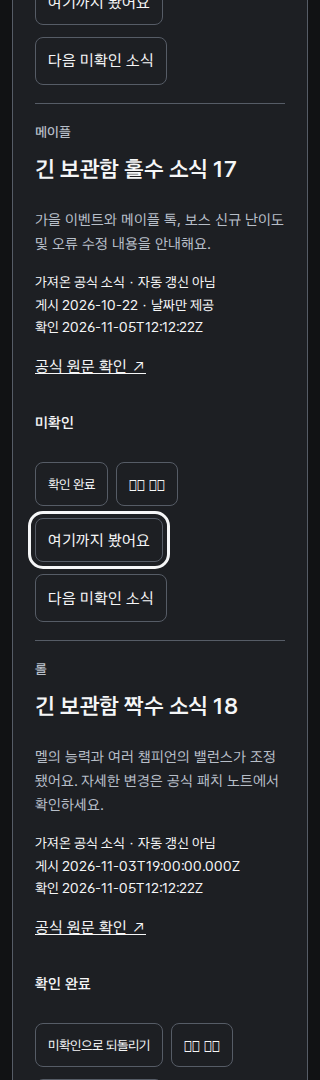 여기까지 봤어요
다음 미확인 소식
메이플
긴 보관함 홀수 소식 17
가을 이벤트와 메이플 톡, 보스 신규 난이도
및 오류 수정 내용을 안내해요.
가져온 공식 소식 · 자동 갱신 아님
게시 2026-10-22 · 날짜만 제공
확인 2026-11-05T12:12:22Z
공식 원문 확인 ↗
미확인
확인 완료
여기까지 봤어요
다음 미확인 소식
롤
긴 보관함 짝수 소식 18
멜의 능력과 여러 챔피언의 밸런스가 조정
됐어요. 자세한 변경은 공식 패치 노트에서
확인하세요.
가져온 공식 소식 · 자동 갱신 아님
게시 2026-11-03T19:00:00.000Z
확인 2026-11-05T12:12:22Z
공식 원문 확인 ↗
확인 완료
미확인으로 되돌리기